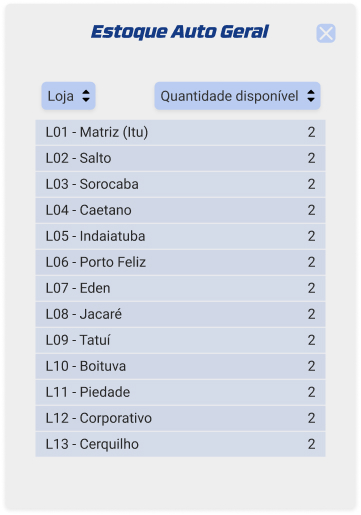 Estoque Auto Geral
Loja Quantidade disponível
L01 - Matriz (Itu) 2
L02 - Salto 2
L03 - Sorocaba 2
L04 - Caetano 2
L05 - Indaiatuba 2
L06 - Porto Feliz 2
L07 - Eden 2
L08 - Jacaré 2
L09 - Tatuí 2
L10 - Boituva 2
L11 - Piedade 2
L12 - Corporativo 2
L13 - Cerquilho 2